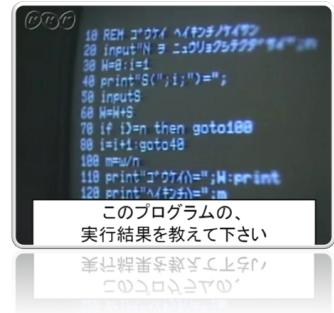 NHK
10 REM ゴウケイ ヘイキンチノケイサン
20 input"N ヲ ニュウリョクシテクダサイ";n
30 W=0:i=1
40 print"S(";i;")=";
50 inputS
60 W=W+S
70 if i>=n then goto100
80 i=i+1:goto40
100 m=w/n
110 print"ゴウケイハ=";W:print
120 print"ヘイキンチハ=";m
このプログラムの、
実行結果を教えて下さい